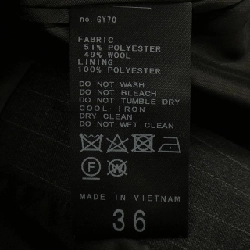 no GY70
FABRIC
51% POLYESTER
49% WOOL
LINING
100% POLYESTER
DO NOT WASH
DO NOT BLEACH
DO NOT TUMBLE DRY
COOL IRON
DRY CLEAN
DO NOT WET CLEAN
F W
MADE IN VIETNAM
36